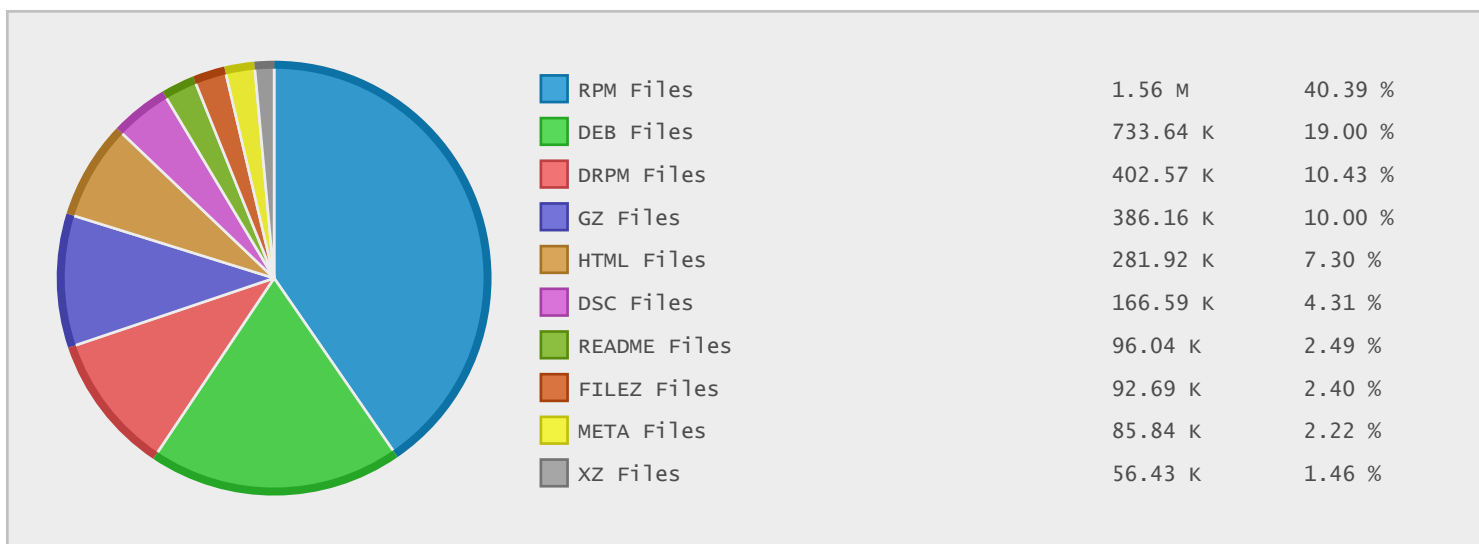 RPM Files 1.56 M 40.39 %
DEB Files 733.64 K 19.00 %
DRPM Files 402.57 K 10.43 %
GZ Files 386.16 K 10.00 %
HTML Files 281.92 K 7.30 %
DSC Files 166.59 K 4.31 %
README Files 96.04 K 2.49 %
FILEZ Files 92.69 K 2.40 %
META Files 85.84 K 2.22 %
XZ Files 56.43 K 1.46 %